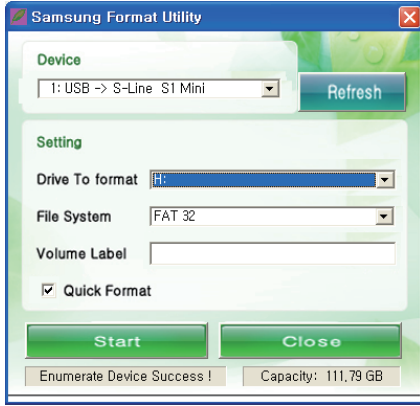 Samsung Format Utility
Device
1: USB -> S-Line S1 Mini
Refresh
Setting
Drive To format H:
File System FAT 32
Volume Label
Quick Format
Start Close
Enumerate Device Success ! Capacity: 111,79 GB